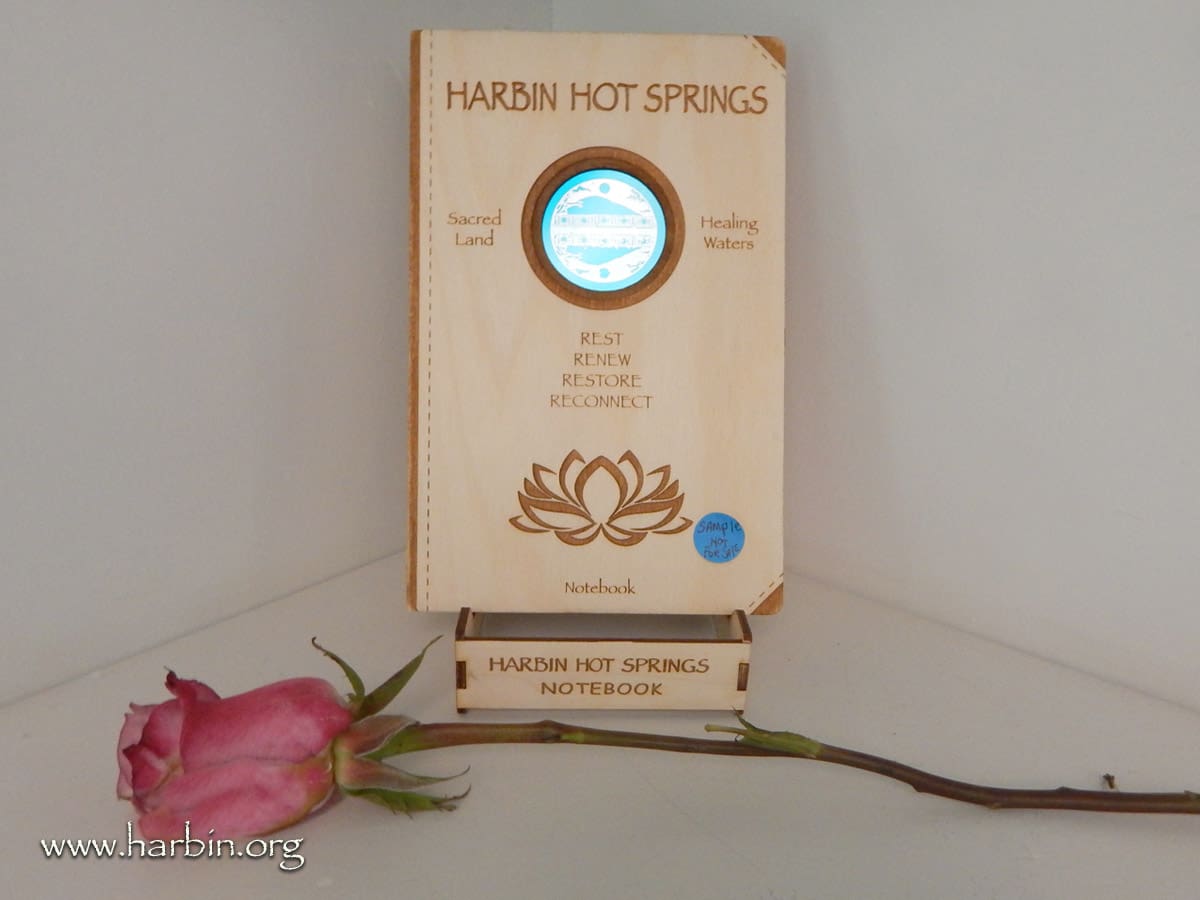 HARBIN HOT SPRINGS
Sacred
Land
Healing
Waters
REST
RENEW
RESTORE
RECONNECT
SAMPlE
NOT
FOR SALE
Notebook
HARBIN HOT SPRINGS
NOTEBOOK
www.harbin.org